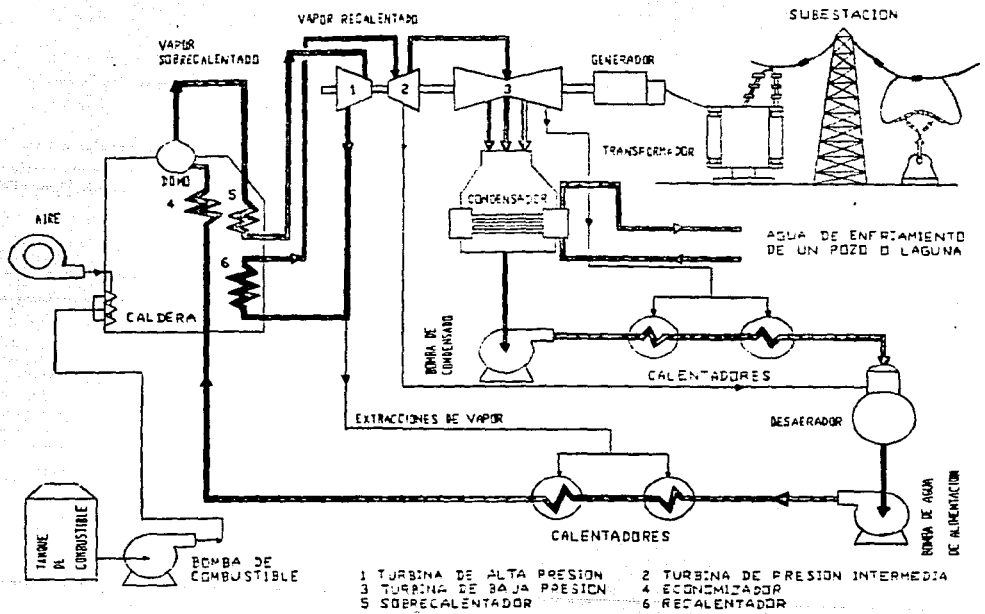 VAPOR RECALENTADO
SUBESTACION
VAPOR
SOBRECALENTADO
GENERADOR
1
2
3
TRANSFORMADOR
DOMO
4
5
CONDENSADOR
AIRE
AGUA DE ENFRIAMIENTO
DE UN POZO O LAGUNA
6
CALDERA
BOMBA DE
CONDENSADO
CALENTADORES
DESAERADOR
EXTRACCIONES DE VAPOR
TANQUE
DE
COMBUSTIBLE
BOMBA DE
COMBUSTIBLE
CALENTADORES
BOMBA DE AGUA
DE ALIMENTACION
1 TURBINA DE ALTA PRESION 2 TURBINA DE PRESION INTERMEDIA
3 TURBINA DE BAJA PRESION 4 ECONOMIZADOR
5 SOBRECALENTADOR 6 RECALENTADOR